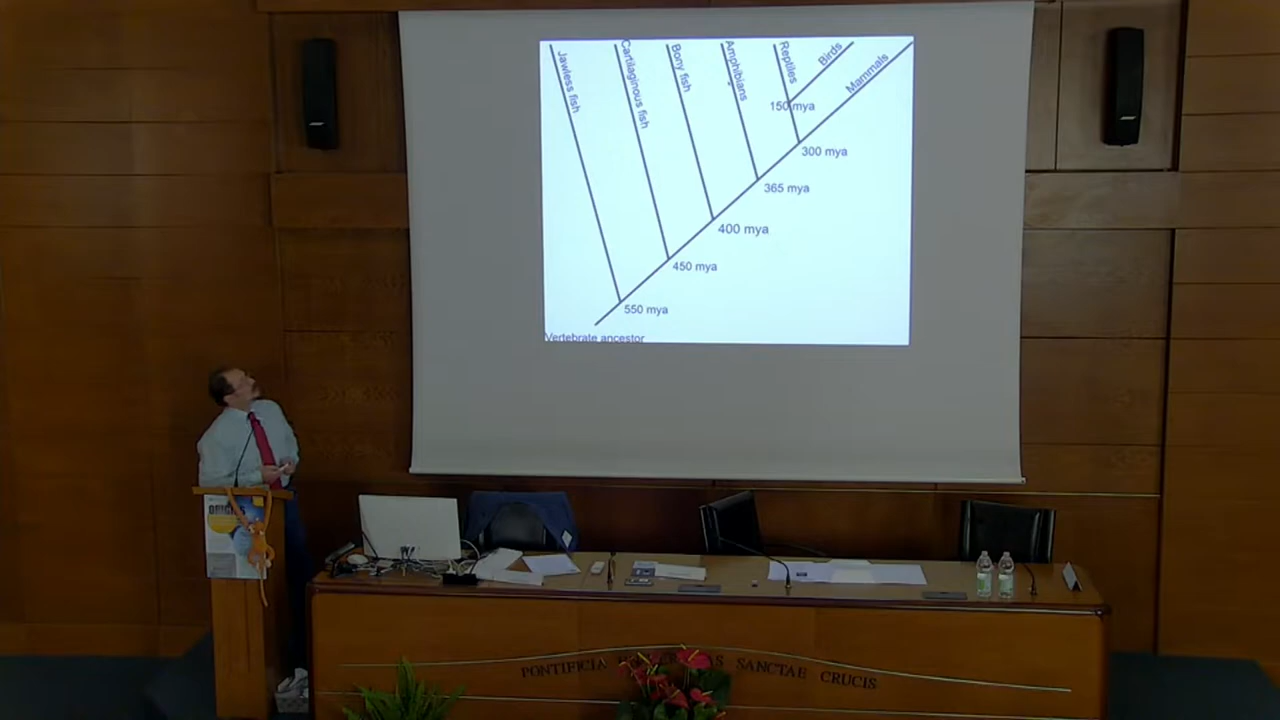 Jawless fish
Cartilaginous fish
Bony fish
Amphibians
Reptiles
Birds
Mammals
150 mya
300 mya
365 mya
400 mya
450 mya
550 mya
Vertebrate ancestor
ORIGINS
PONTIFICIA
SANCTAE CRUCIS